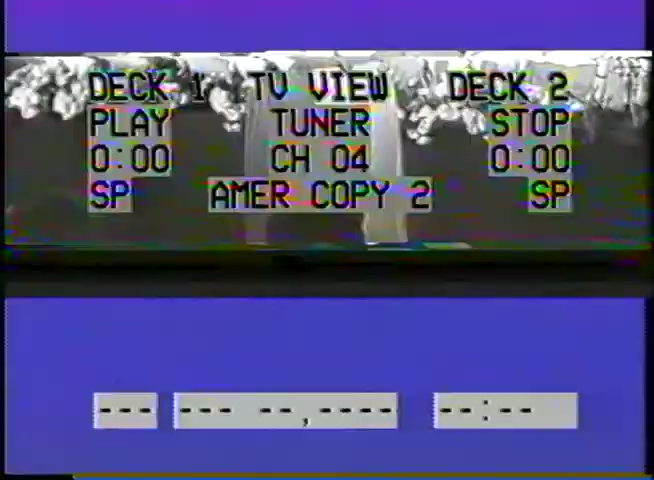 DECK 1 TV VIEW DECK 2
PLAY TUNER STOP
0:00 CH 04 0:00
SP AMER COPY 2 SP
--- --- --,---- --:--